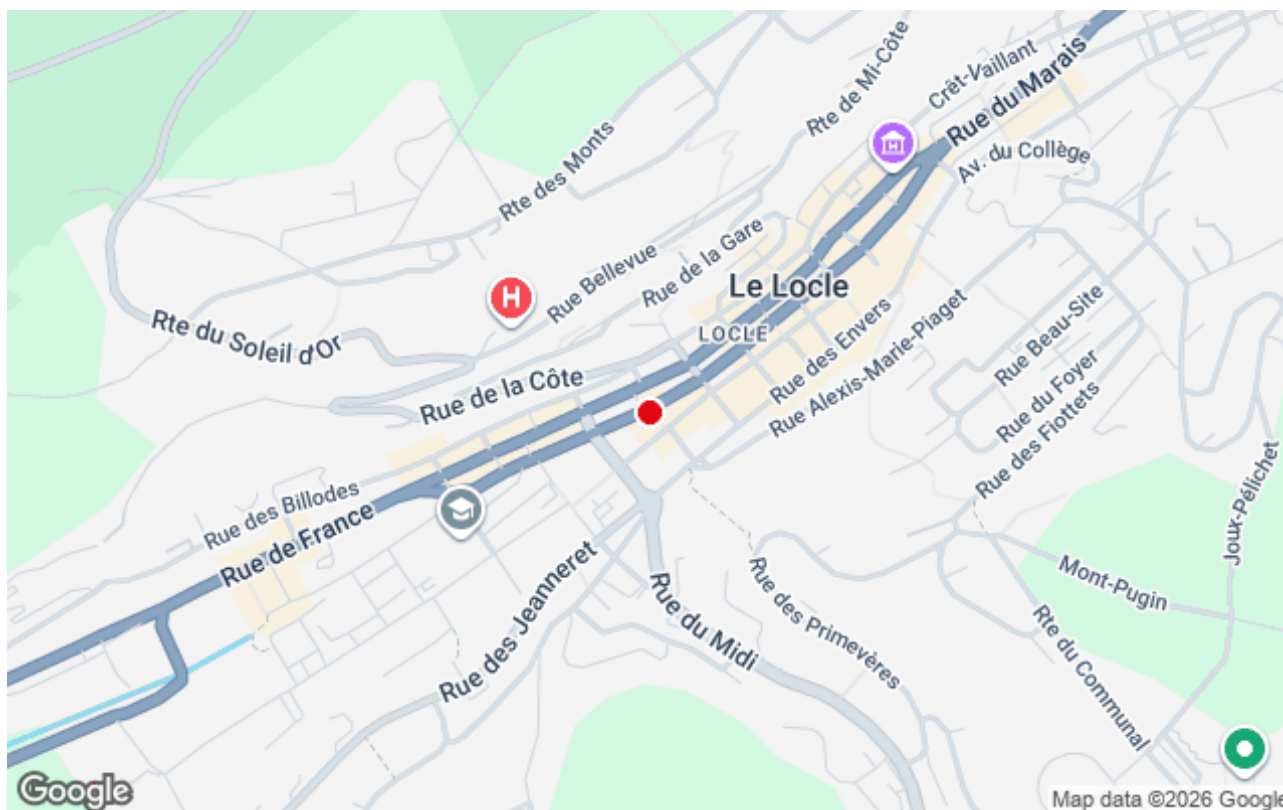 Crêt-Vaillant
Rue du Marais
Rte de Mi-Côte
H
Av. du Collège
Rte des Monts
Rue Bellevue
Rue de la Gare
Le Locle
LOCLE
H
Rte du Soleil d'Or
Rue des Envers
Rue Alexis-Marie-Piaget
Rue Beau-Site
Rue du Foyer
Rue des Fiottets
Rue de la Côte
Joux-Pélichet
Rue des Billodes
Rue de France
Rue des Jeanneret
Rue du Midi
Rue des Primevères
Mont-Pugin
Rte du Communal
Google
Map data ©2026 Google